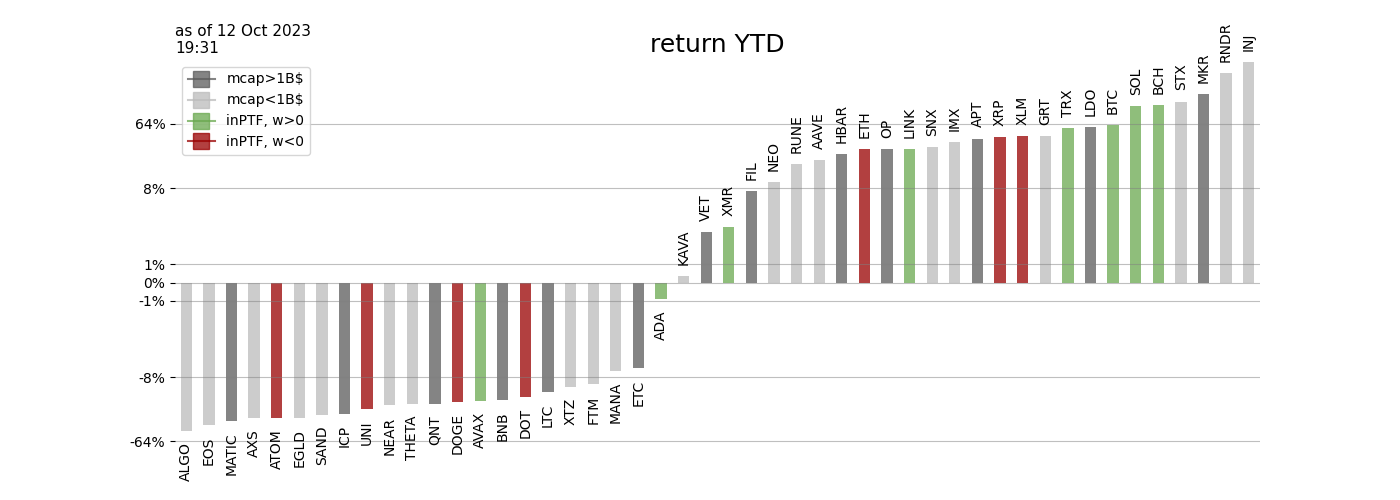 as of 12 Oct 2023
19:31
return YTD
mcap>1B$
mcap<1B$
inPTF, w>0
inPTF, w<0
64%
8%
1%
0%
-1%
-8%
-64%
ALGO
EOS
MATIC
AXS
ATOM
EGLD
SAND
ICP
UNI
NEAR
THETA
QNT
DOGE
AVAX
BNB
DOT
LTC
XTZ
FTM
MANA
ETC
ADA
KAVA
VET
XMR
FIL
NEO
RUNE
AAVE
HBAR
ETH
OP
LINK
SNX
IMX
APT
XRP
XLM
GRT
TRX
LDO
BTC
SOL
BCH
STX
MKR
RNDR
INJ